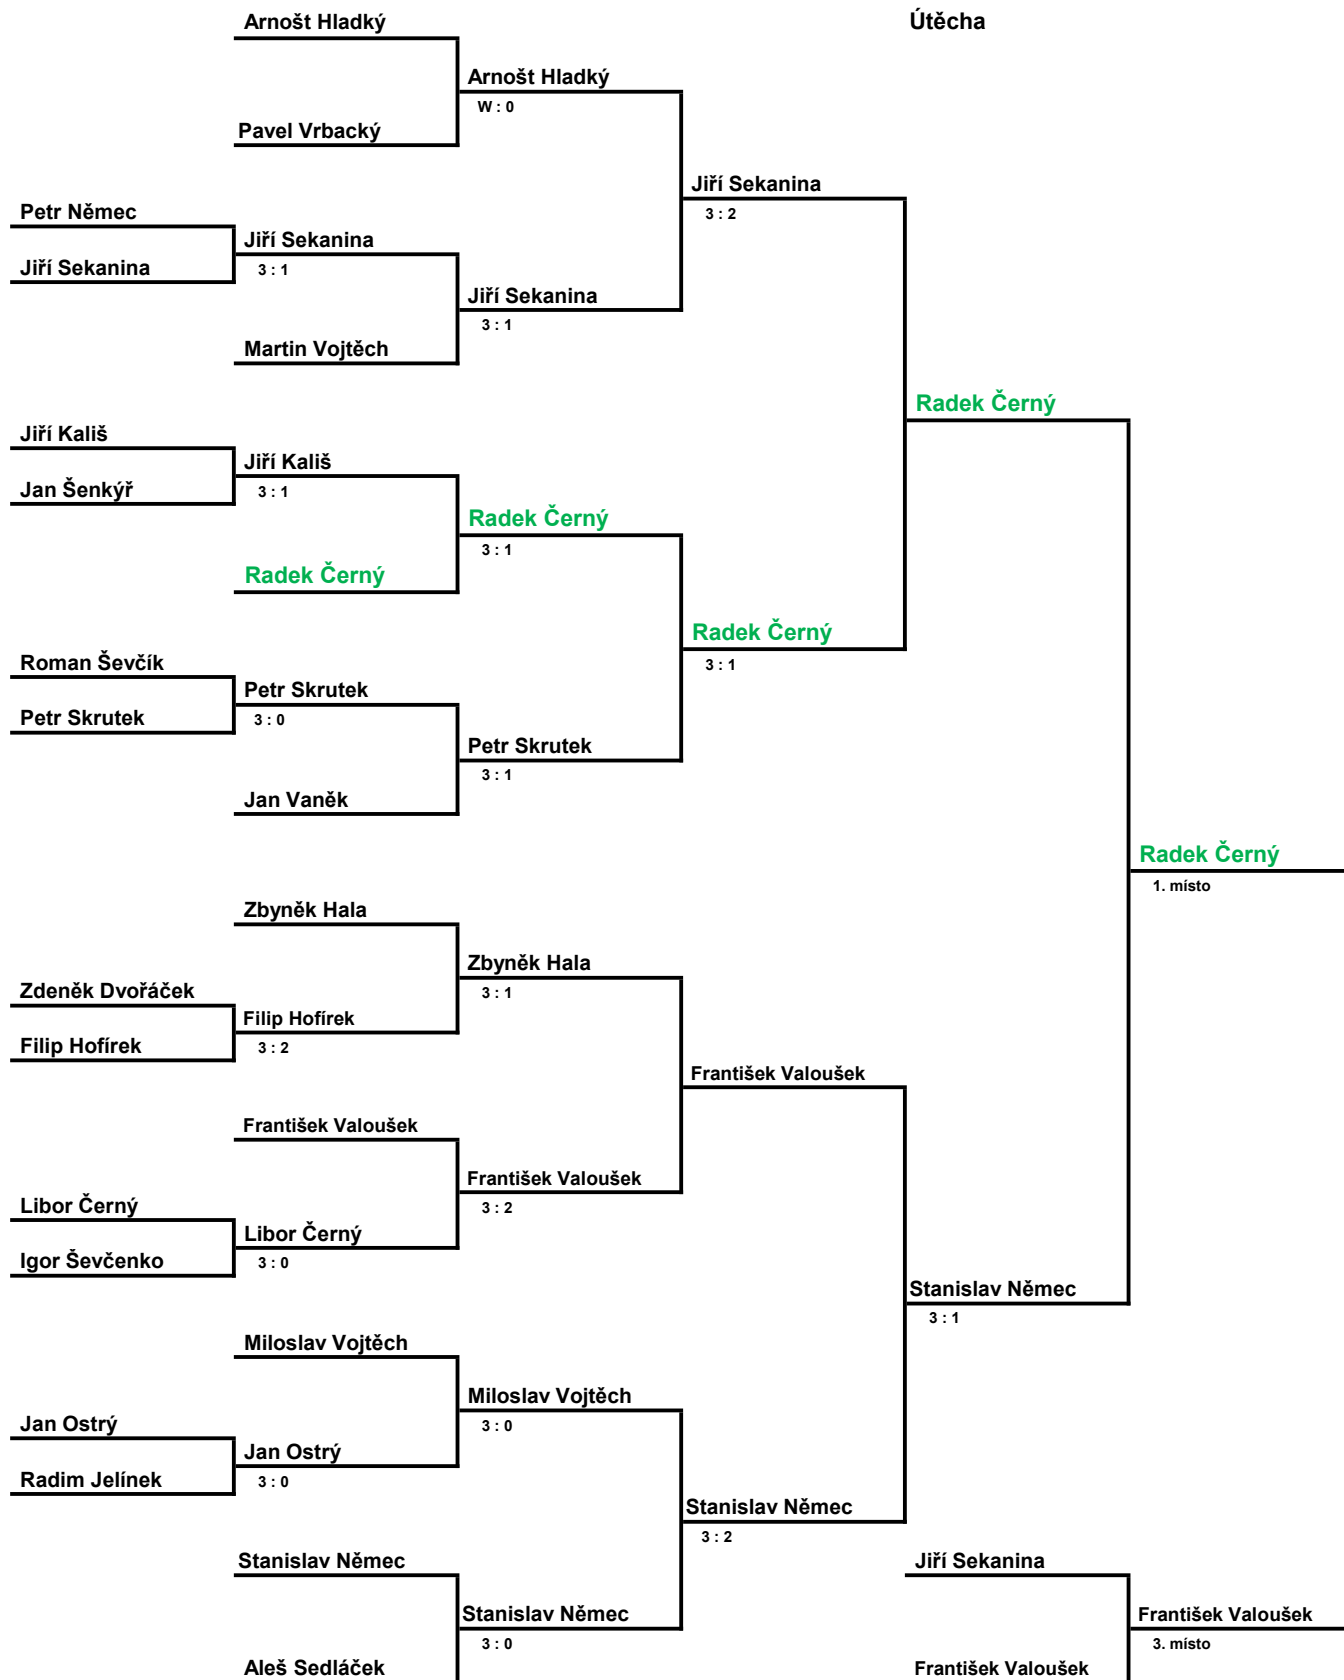 Arnošt Hladký
Útěcha
Arnošt Hladký
W : 0
Pavel Vrbacký
Jiří Sekanina
3 : 2
Petr Němec
Jiří Sekanina
3 : 1
Jiří Sekanina
Jiří Sekanina
3 : 1
Martin Vojtěch
Radek Černý
Jiří Kališ
Jiří Kališ
3 : 1
Jan Šenkýř
Radek Černý
3 : 1
Radek Černý
Radek Černý
3 : 1
Roman Ševčík
Petr Skrutek
3 : 0
Petr Skrutek
Petr Skrutek
3 : 1
Jan Vaněk
Radek Černý
1. místo
Zbyněk Hala
Zbyněk Hala
3 : 1
Zdeněk Dvořáček
Filip Hofírek
3 : 2
Filip Hofírek
František Valoušek
František Valoušek
František Valoušek
3 : 2
Libor Černý
Libor Černý
3 : 0
Igor Ševčenko
Stanislav Němec
3 : 1
Miloslav Vojtěch
Miloslav Vojtěch
3 : 0
Jan Ostrý
Jan Ostrý
3 : 0
Radim Jelínek
Stanislav Němec
3 : 2
Stanislav Němec
Jiří Sekanina
Stanislav Němec
3 : 0
František Valoušek
3. místo
Aleš Sedláček
František Valoušek